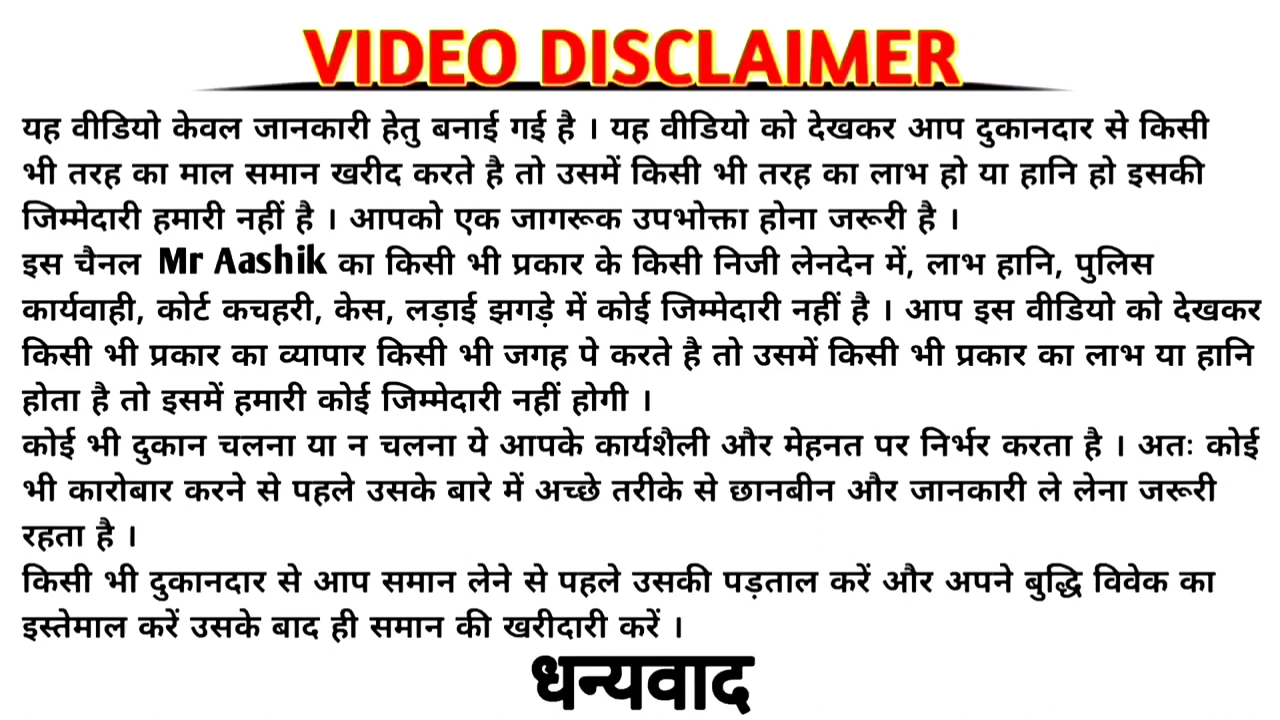 VIDEO DISCLAIMER
यह वीडियो केवल जानकारी हेतु बनाई गई है । यह वीडियो को देखकर आप दुकानदार से किसी
भी तरह का माल समान खरीद करते है तो उसमें किसी भी तरह का लाभ हो या हानि हो इसकी
जिम्मेदारी हमारी नहीं है । आपको एक जागरूक उपभोक्ता होना जरूरी है ।
इस चैनल Mr Aashik का किसी भी प्रकार के किसी निजी लेनदेन में, लाभ हानि, पुलिस
कार्यवाही, कोर्ट कचहरी, केस, लड़ाई झगड़े में कोई जिम्मेदारी नहीं है । आप इस वीडियो को देखकर
किसी भी प्रकार का व्यापार किसी भी जगह पे करते है तो उसमें किसी भी प्रकार का लाभ या हानि
होता है तो इसमें हमारी कोई जिम्मेदारी नहीं होगी ।
कोई भी दुकान चलना या न चलना ये आपके कार्यशैली और मेहनत पर निर्भर करता है । अतः कोई
भी कारोबार करने से पहले उसके बारे में अच्छे तरीके से छानबीन और जानकारी ले लेना जरूरी
रहता है ।
किसी भी दुकानदार से आप समान लेने से पहले उसकी पड़ताल करें और अपने बुद्धि विवेक का
इस्तेमाल करें उसके बाद ही समान की खरीदारी करें ।
धन्यवाद